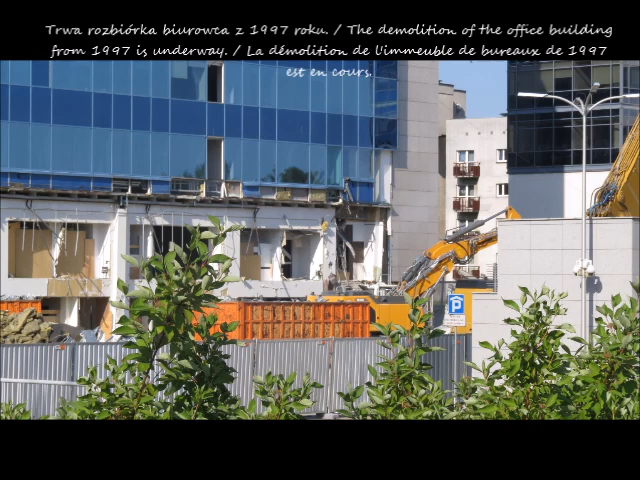 Trwa rozbiórka biurowca z 1997 roku. / The demolition of the office building
from 1997 is underway. / La démolition de l'immeuble de bureaux de 1997
est en cours.
P